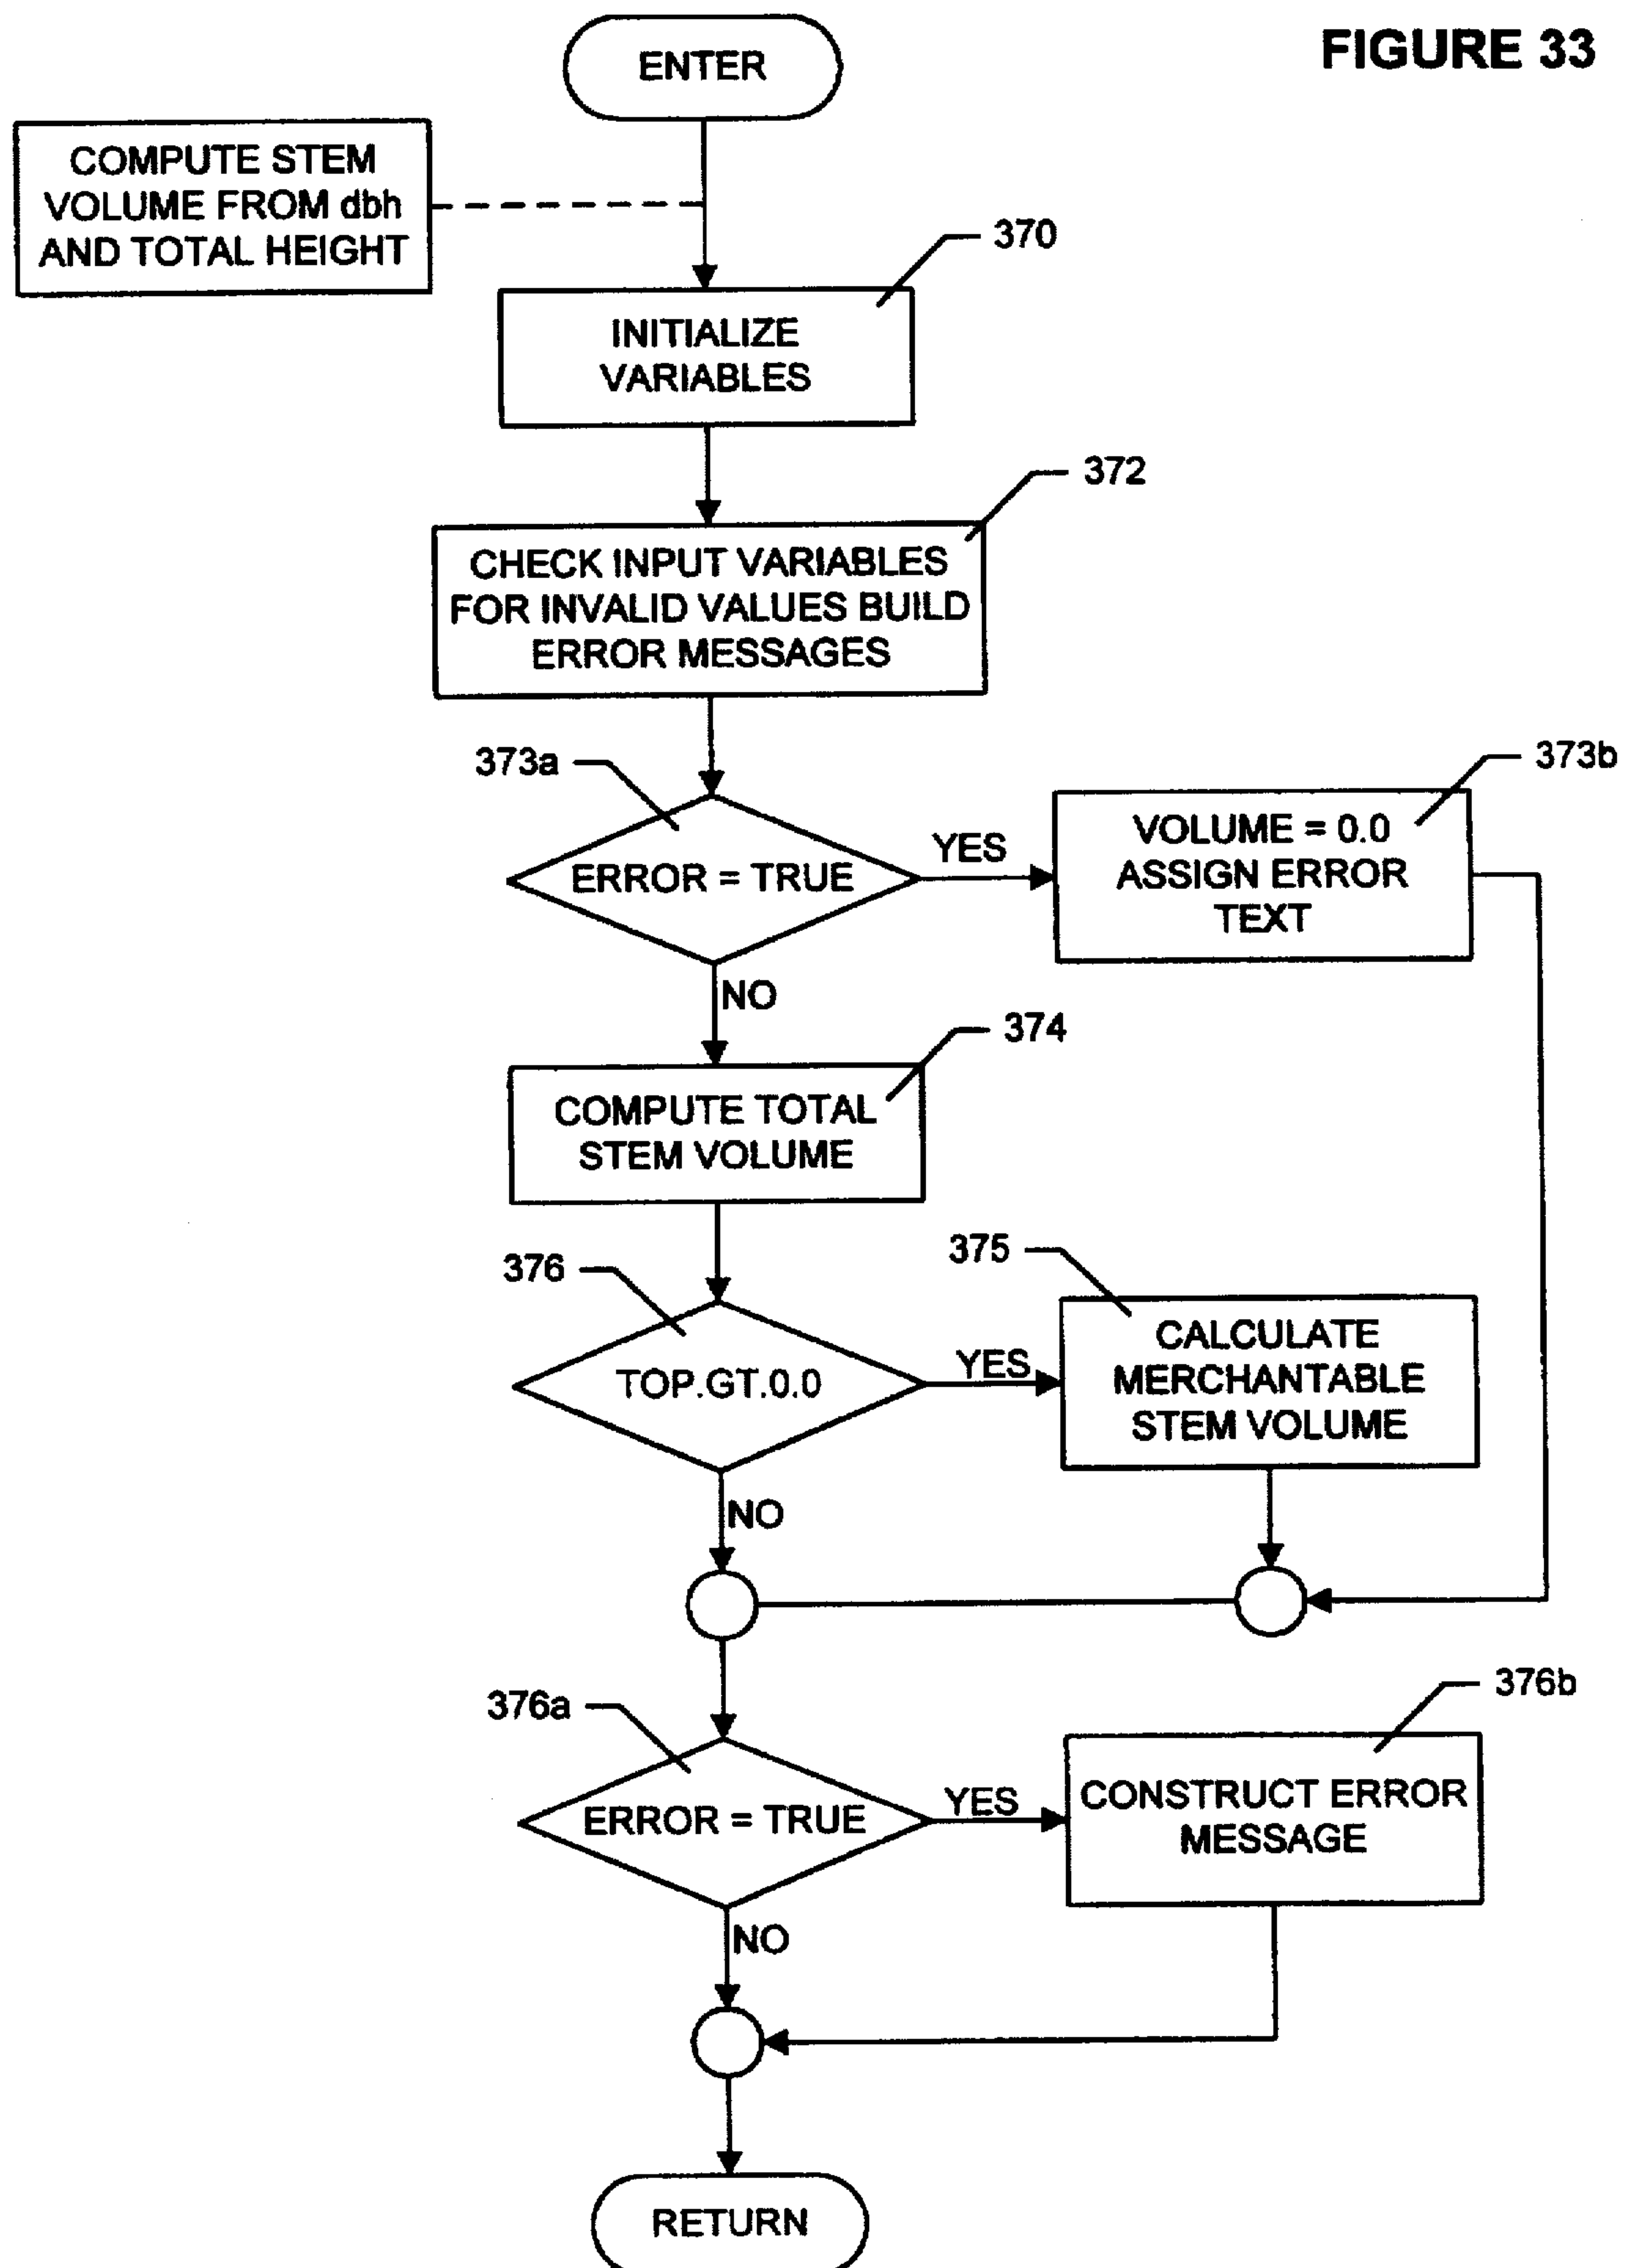 FIGURE 33
ENTER
COMPUTE STEM
VOLUME FROM dbh
AND TOTAL HEIGHT
370
INITIALIZE
VARIABLES
372
CHECK INPUT VARIABLES
FOR INVALID VALUES BUILD
ERROR MESSAGES
373a
ERROR = TRUE
YES
373b
VOLUME = 0.0
ASSIGN ERROR
TEXT
NO
374
COMPUTE TOTAL
STEM VOLUME
376
TOP.GT.0.0
YES
375
CALCULATE
MERCHANTABLE
STEM VOLUME
NO
376a
ERROR = TRUE
YES
376b
CONSTRUCT ERROR
MESSAGE
NO
RETURN